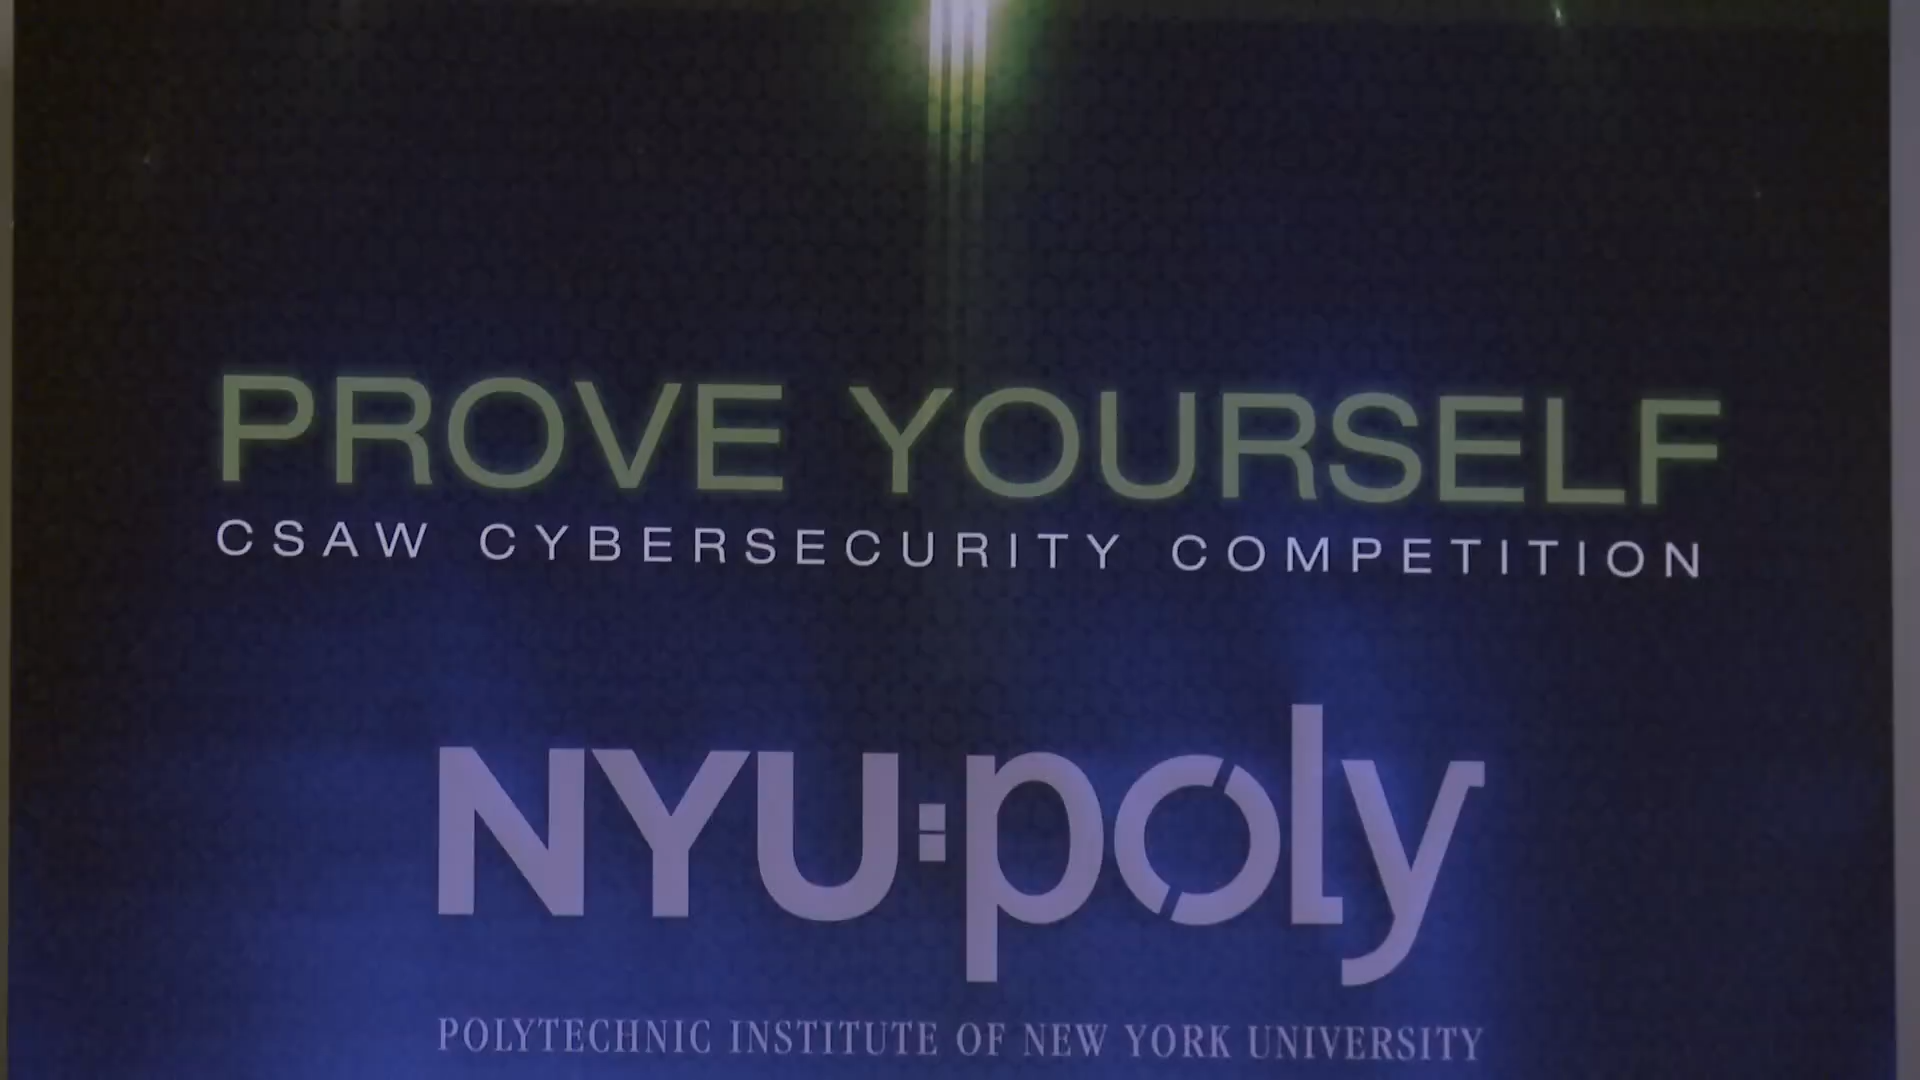 PROVE YOURSELF
CSAW CYBERSECURITY COMPETITION
NYU:poly
POLYTECHNIC INSTITUTE OF NEW YORK UNIVERSITY